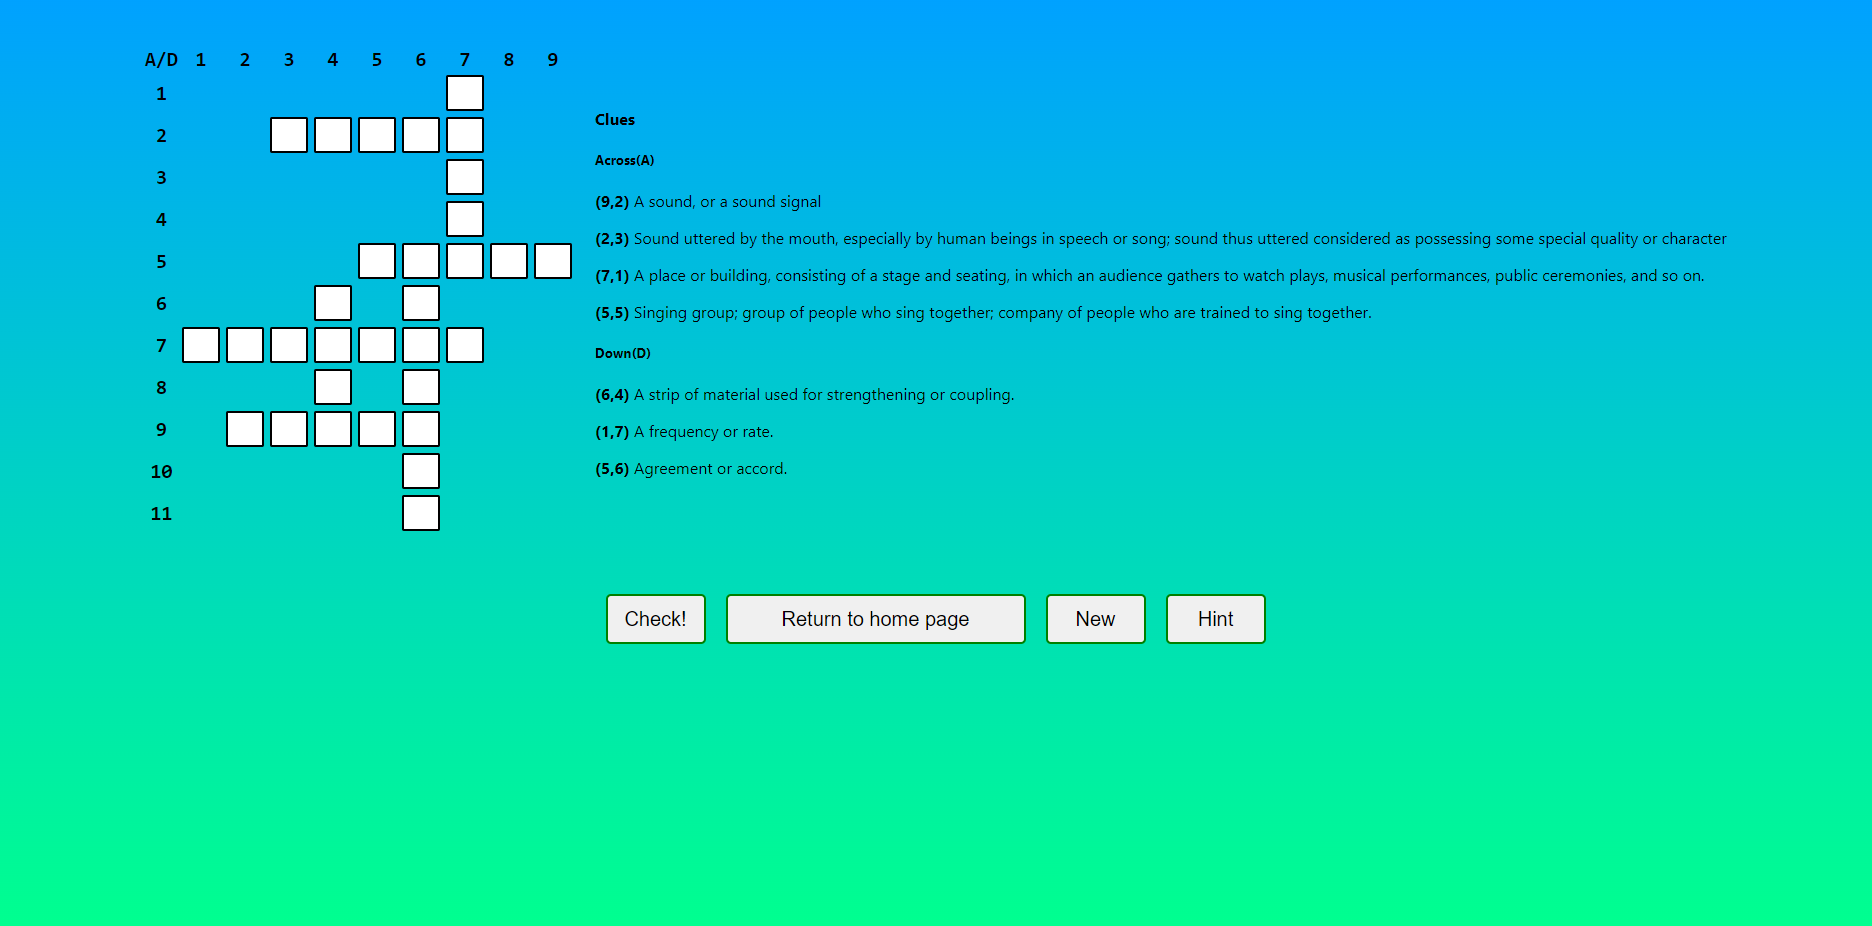 A/D 1 2 3 4 5 6 7 8 9
1
2
3
4
5
6
7
8
9
10
11
Clues
Across(A)
(9,2) A sound, or a sound signal
(2,3) Sound uttered by the mouth, especially by human beings in speech or song; sound thus uttered considered as possessing some special quality or character
(7,1) A place or building, consisting of a stage and seating, in which an audience gathers to watch plays, musical performances, public ceremonies, and so on.
(5,5) Singing group; group of people who sing together; company of people who are trained to sing together.
Down(D)
(6,4) A strip of material used for strengthening or coupling.
(1,7) A frequency or rate.
(5,6) Agreement or accord.
Check! Return to home page New Hint